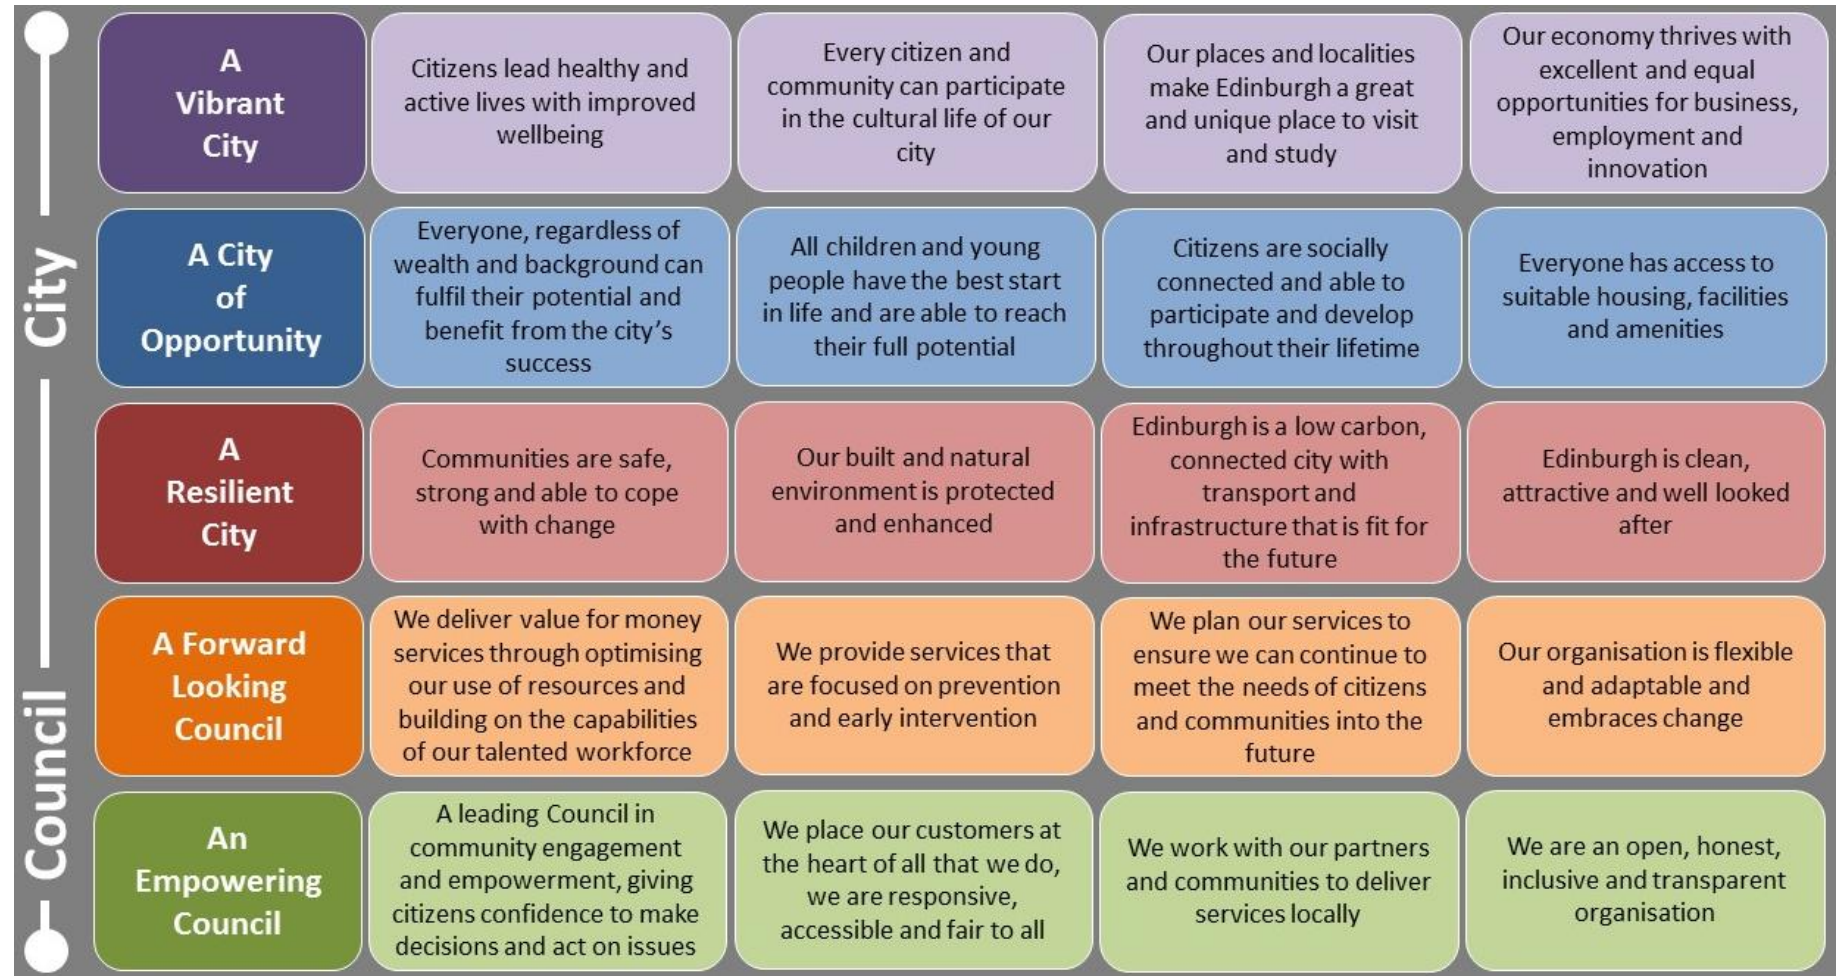 City
Council
A
Vibrant
City
Citizens lead healthy and
active lives with improved
wellbeing
Every citizen and
community can participate
in the cultural life of our
city
Our places and localities
make Edinburgh a great
and unique place to visit
and study
Our economy thrives with
excellent and equal
opportunities for business,
employment and
innovation
A City
of
Opportunity
Everyone, regardless of
wealth and background can
fulfil their potential and
benefit from the city's
success
All children and young
people have the best start
in life and are able to reach
their full potential
Citizens are socially
connected and able to
participate and develop
throughout their lifetime
Everyone has access to
suitable housing, facilities
and amenities
A
Resilient
City
Communities are safe,
strong and able to cope
with change
Our built and natural
environment is protected
and enhanced
Edinburgh is a low carbon,
connected city with
transport and
infrastructure that is fit for
the future
Edinburgh is clean,
attractive and well looked
after
A Forward
Looking
Council
We deliver value for money
services through optimising
our use of resources and
building on the capabilities
of our talented workforce
We provide services that
are focused on prevention
and early intervention
We plan our services to
ensure we can continue to
meet the needs of citizens
and communities into the
future
Our organisation is flexible
and adaptable and
embraces change
An
Empowering
Council
A leading Council in
community engagement
and empowerment, giving
citizens confidence to make
decisions and act on issues
We place our customers at
the heart of all that we do,
we are responsive,
accessible and fair to all
We work with our partners
and communities to deliver
services locally
We are an open, honest,
inclusive and transparent
organisation